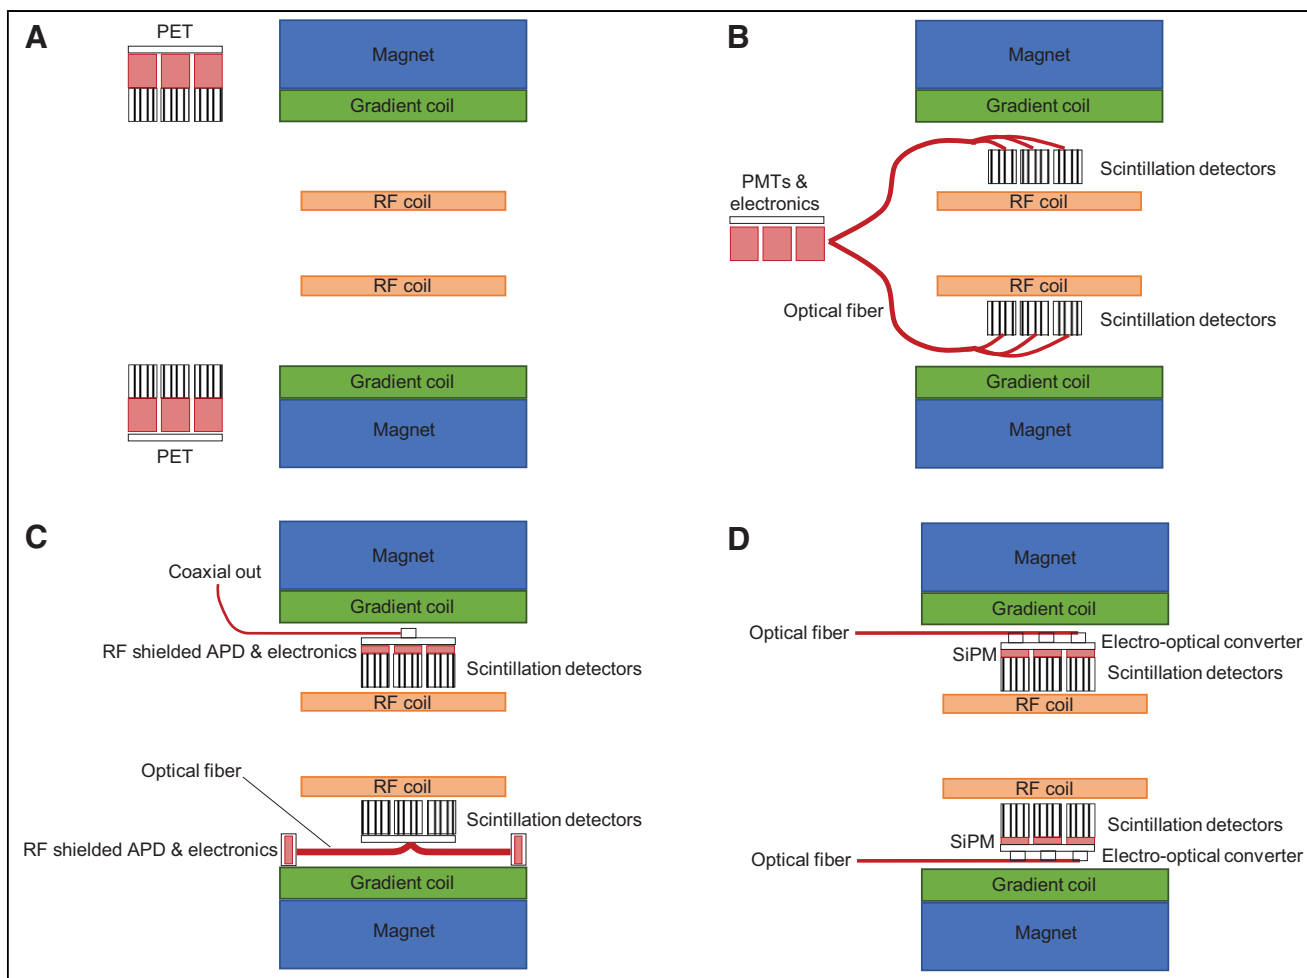 A
PET
Magnet
Gradient coil
RF coil
RF coil
Gradient coil
Magnet
PET
B
Magnet
Gradient coil
Scintillation detectors
PMTs &
electronics
RF coil
RF coil
Optical fiber
Scintillation detectors
Gradient coil
Magnet
C
Magnet
Coaxial out
Gradient coil
RF shielded APD & electronics
Scintillation detectors
RF coil
Optical fiber
RF coil
Scintillation detectors
RF shielded APD & electronics
Gradient coil
Magnet
D
Magnet
Gradient coil
Optical fiber
Electro-optical converter
SiPM
Scintillation detectors
RF coil
RF coil
Scintillation detectors
SiPM
Electro-optical converter
Optical fiber
Gradient coil
Magnet